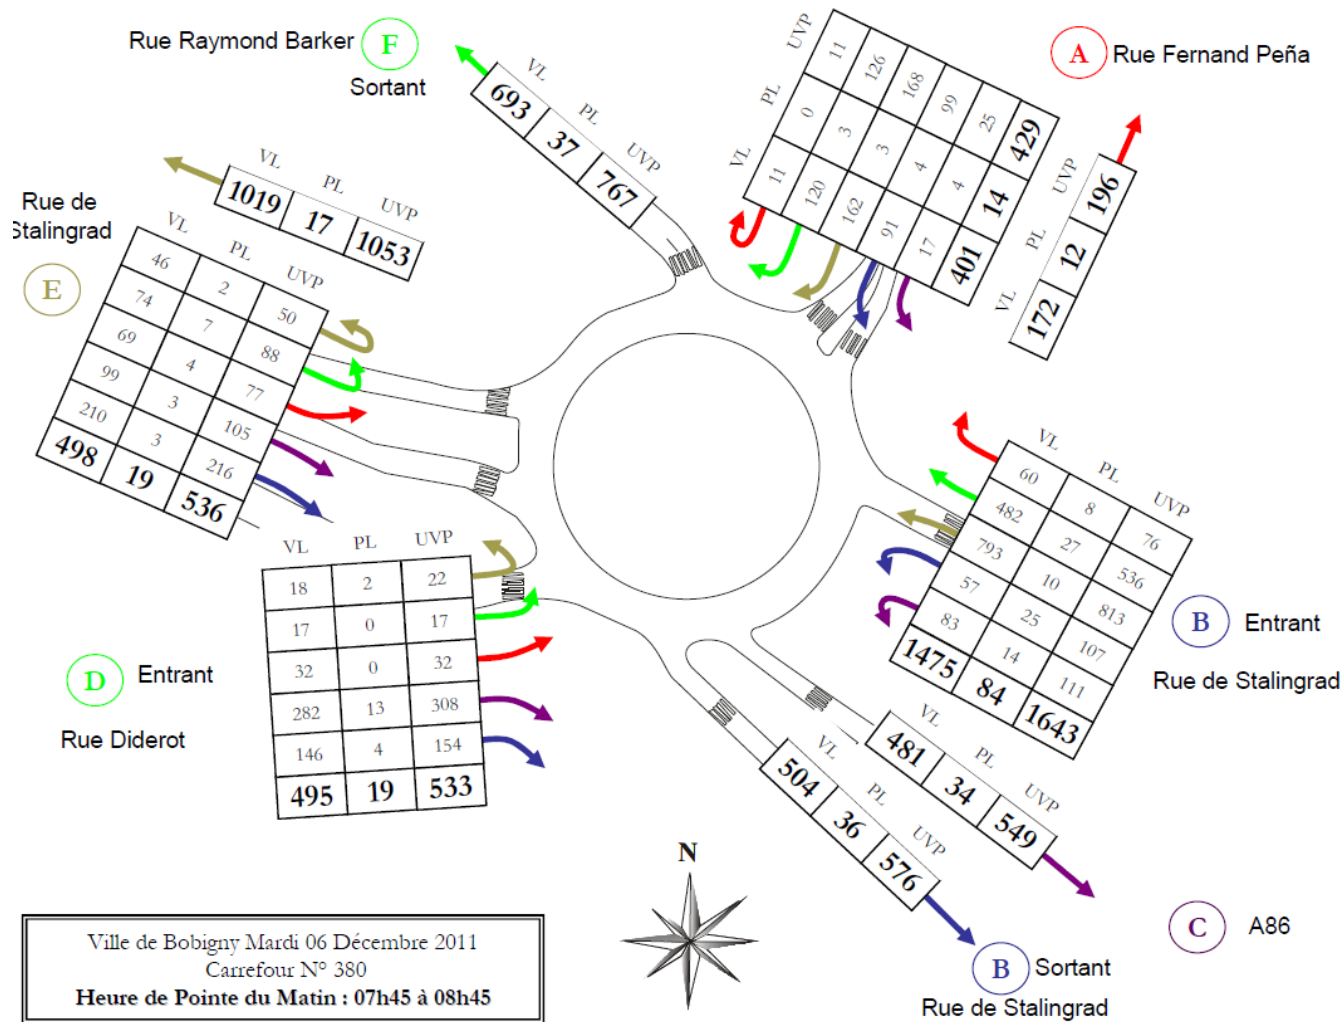 Rue Raymond Barker F
Sortant
VL PL UVP
693 37 767
UVP 11 126 168 99 25 429
PL 0 3 3 4 4 14
VL 11 120 162 91 17 401
A Rue Fernand Peña
UVP 196
PL 12
VL 172
VL PL UVP
1019 17 1053
Rue de
Stalingrad
E
VL PL UVP
46 2 50
74 7 88
69 4 77
99 3 105
210 3 216
498 19 536
VL PL UVP
60 8 76
482 27 536
793 10 813
57 25 107
83 14 111
1475 84 1643
B Entrant
Rue de Stalingrad
VL PL UVP
18 2 22
17 0 17
32 0 32
282 13 308
146 4 154
495 19 533
D Entrant
Rue Diderot
VL PL UVP
481 34 549
VL PL UVP
504 36 576
C A86
B Sortant
Rue de Stalingrad
N
Ville de Bobigny Mardi 06 Décembre 2011
Carrefour N° 380
Heure de Pointe du Matin : 07h45 à 08h45